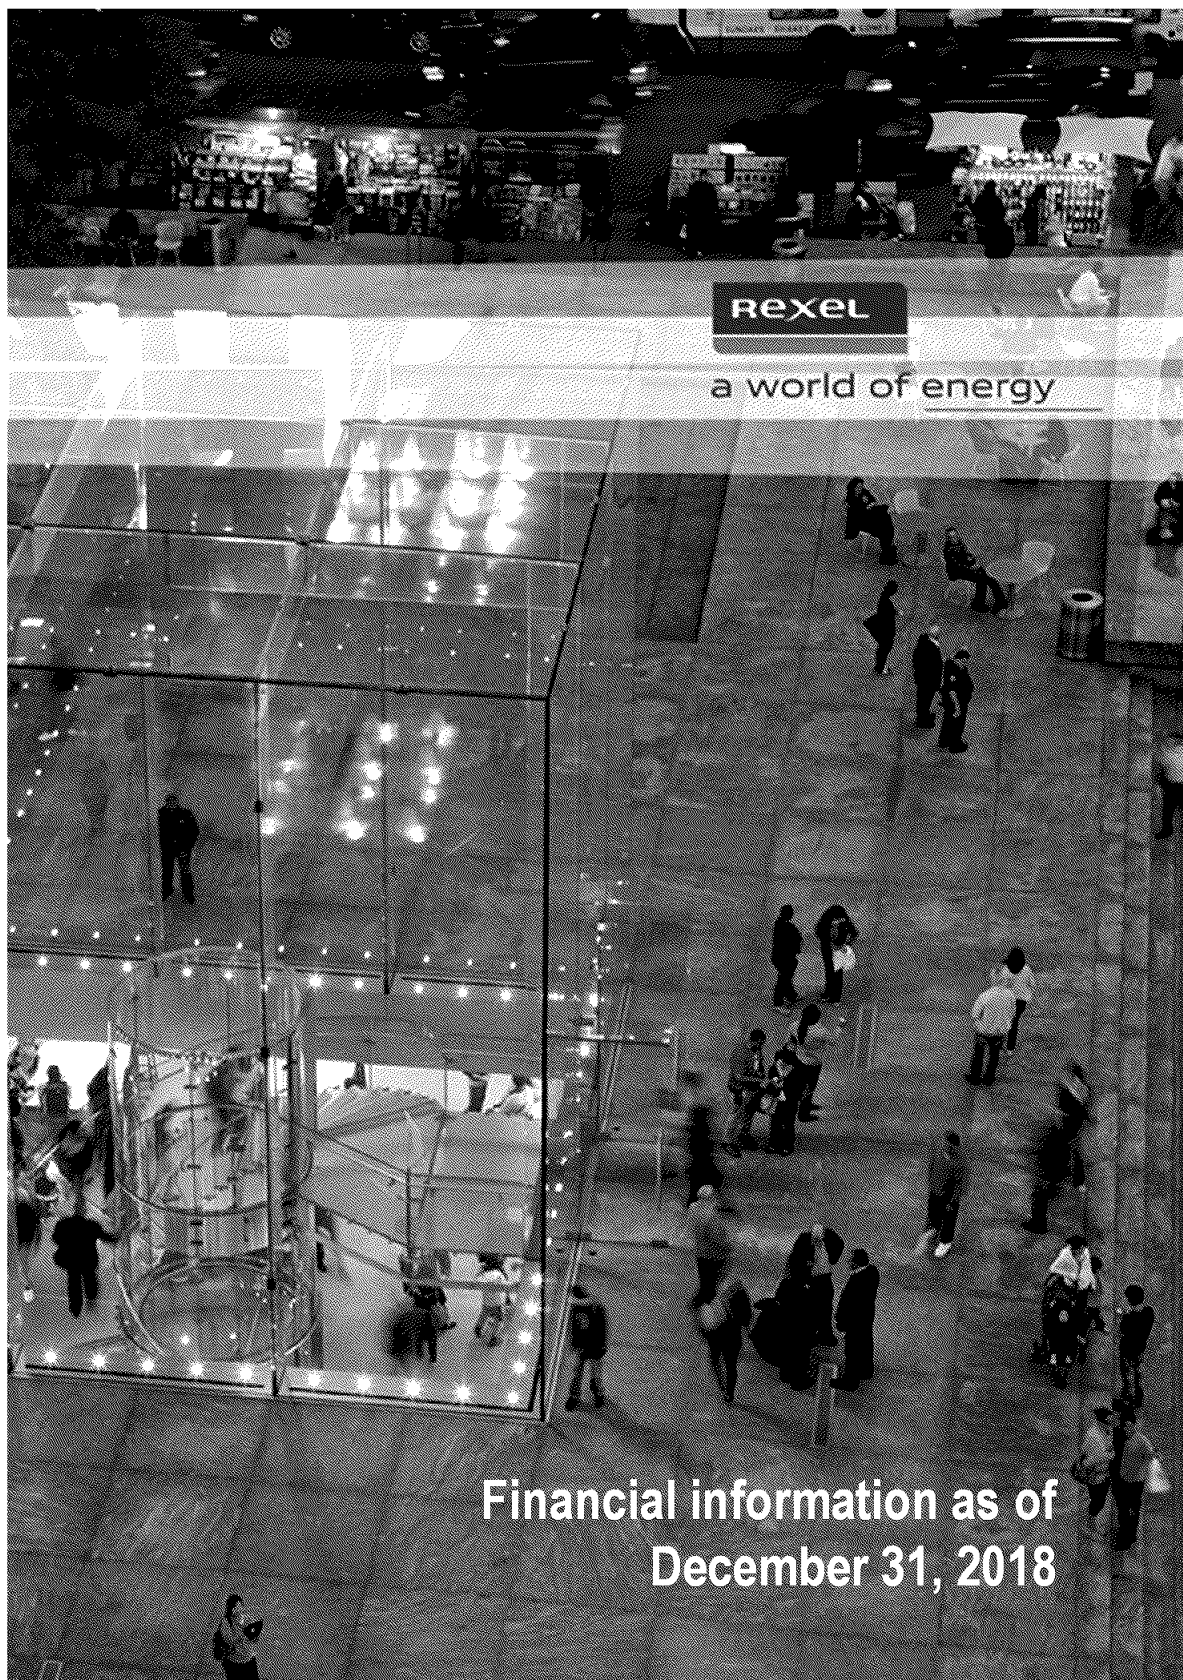 REXEL
a world of energy
Financial information as of
December 31, 2018